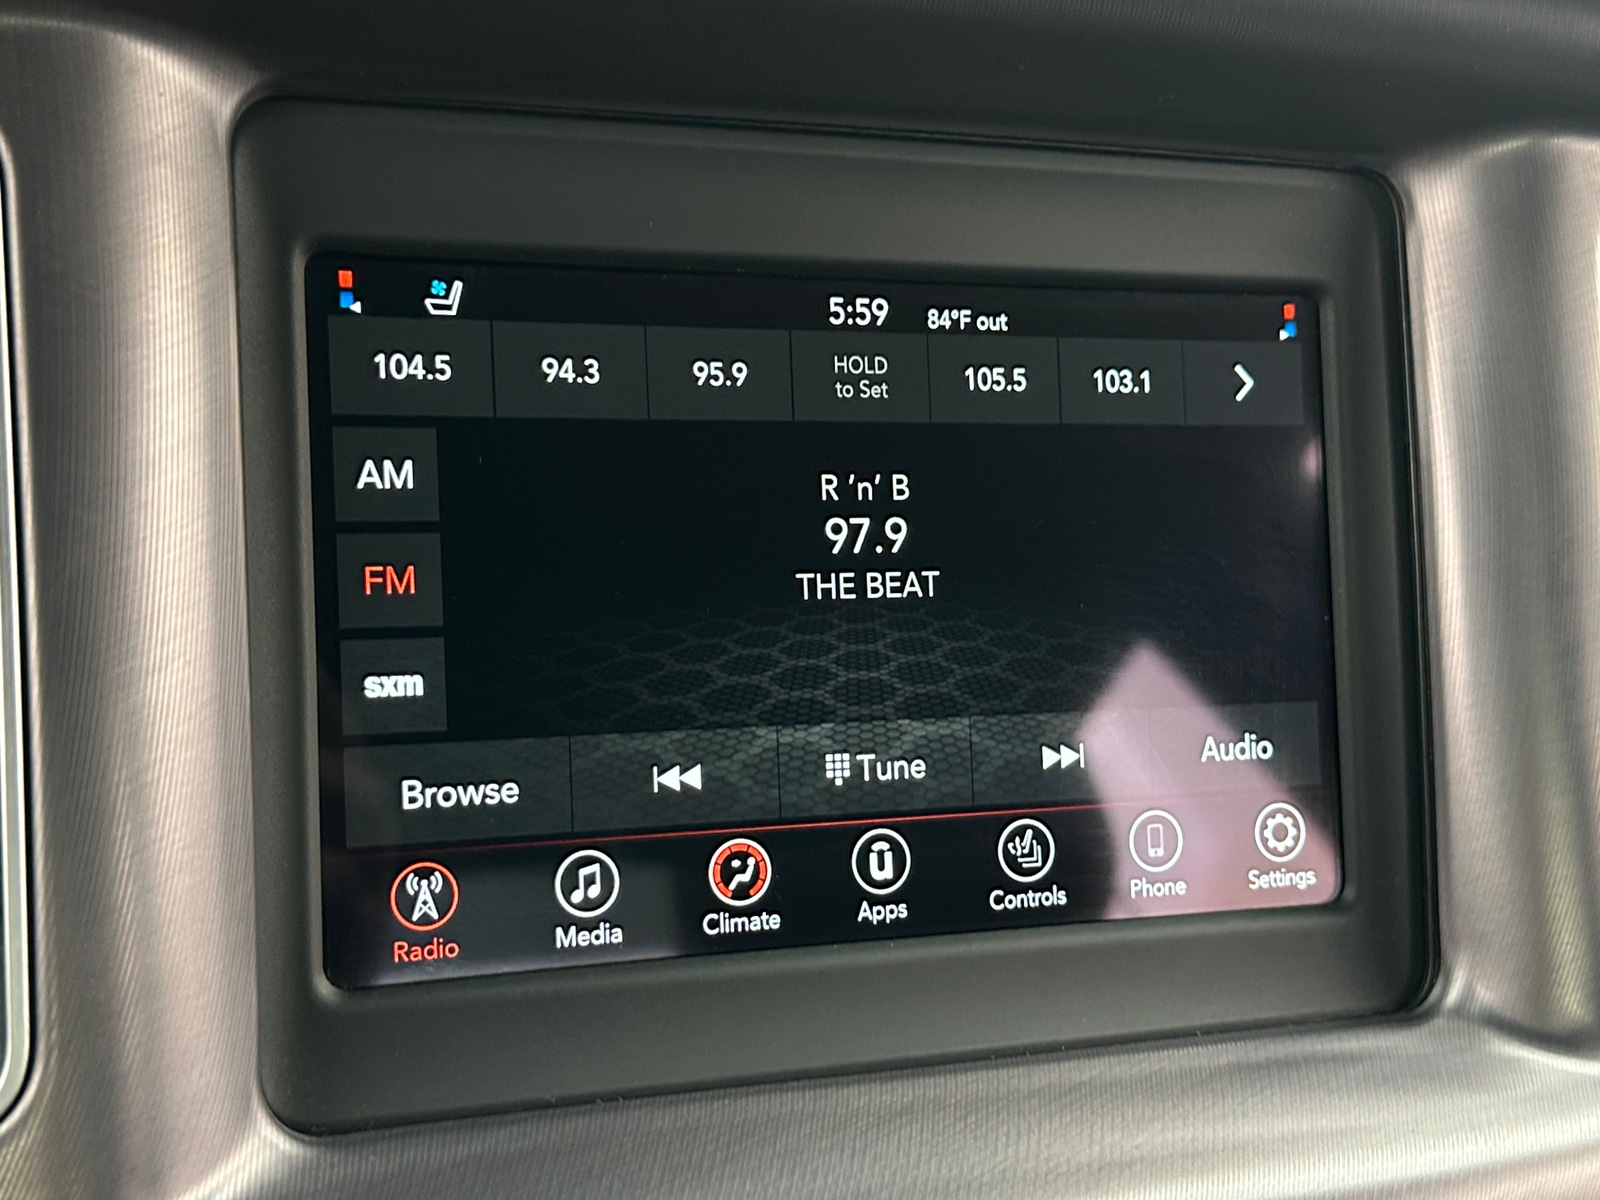 5:59 84°F out
104.5 94.3 95.9 HOLD to Set 105.5 103.1
AM
R 'n' B
97.9
FM
THE BEAT
sxm
Browse Tune Audio
Radio Media Climate Apps Controls Phone Settings